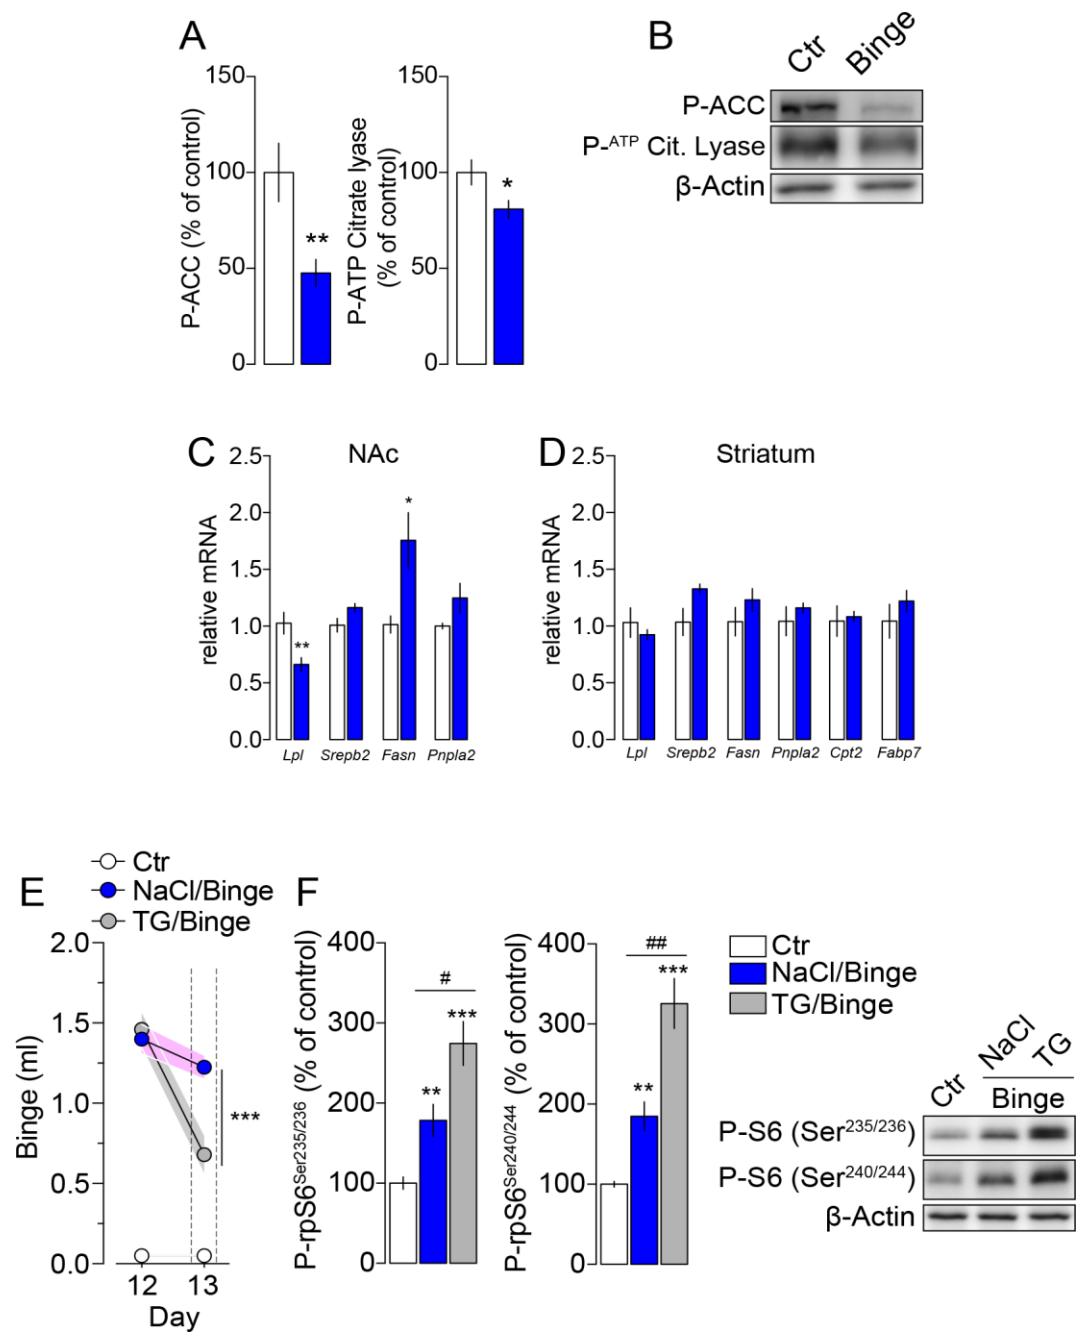 A
B
Ctr
Binge
P-ACC
P-ATP Cit. Lyase
β-Actin
P-ACC (% of control)
150
100
50
0
**
P-ATP Citrate lyase
(% of control)
150
100
50
0
*
C
NAc
relative mRNA
2.5
2.0
1.5
1.0
0.5
0.0
**
*
Lpl
Srepb2
Fasn
Pnpla2
D
Striatum
relative mRNA
2.5
2.0
1.5
1.0
0.5
0.0
Lpl
Srepb2
Fasn
Pnpla2
Cpt2
Fabp7
E
Ctr
NaCl/Binge
TG/Binge
Binge (ml)
2.0
1.5
1.0
0.5
0.0
***
12
13
Day
F
P-rpS6Ser235/236 (% of control)
400
300
200
100
0
#
**
***
P-rpS6Ser240/244 (% of control)
400
300
200
100
0
##
**
***
Ctr
NaCl/Binge
TG/Binge
Ctr
NaCl
TG
Binge
P-S6 (Ser235/236)
P-S6 (Ser240/244)
β-Actin